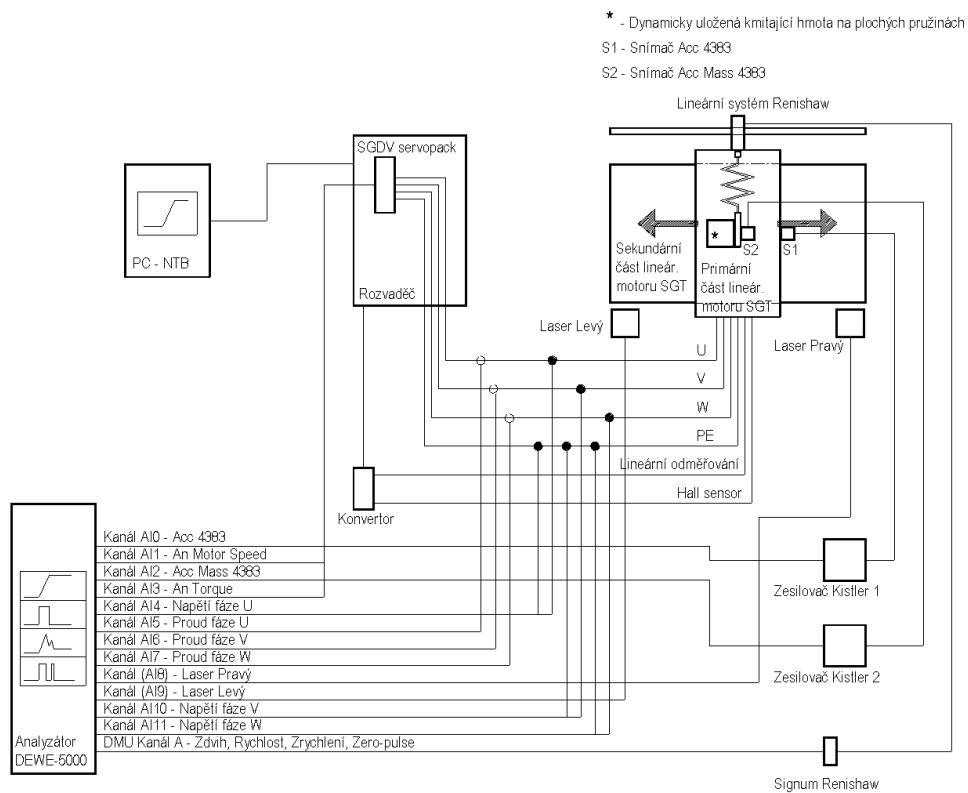 * - Dynamicky uložená kmitající hmota na plochých pružinách
S1 - Snímač Acc 4383
S2 - Snímač Acc Mass 4383
Lineární systém Renishaw
SGDV servopack
PC - NTB
Rozvaděč
*
S2
S1
Sekundární
část lineár.
motoru SGT
Primární
část lineár.
motoru SGT
Laser Levý
Laser Pravý
U
V
W
PE
Lineární odměřování
Hall sensor
Konvertor
Kanál AI0 - Acc 4383
Kanál AI1 - An Motor Speed
Kanál AI2 - Acc Mass 4383
Kanál AI3 - An Torque
Kanál AI4 - Napětí fáze U
Kanál AI5 - Proud fáze U
Kanál AI6 - Proud fáze V
Kanál AI7 - Proud fáze W
Kanál (AI8) - Laser Pravý
Kanál (AI9) - Laser Levý
Kanál AI10 - Napětí fáze V
Kanál AI11 - Napětí fáze W
DMU Kanál A - Zdvih, Rychlost, Zrychlení, Zero-pulse
Analyzátor
DEWE-5000
Zesilovač Kistler 1
Zesilovač Kistler 2
Signum Renishaw